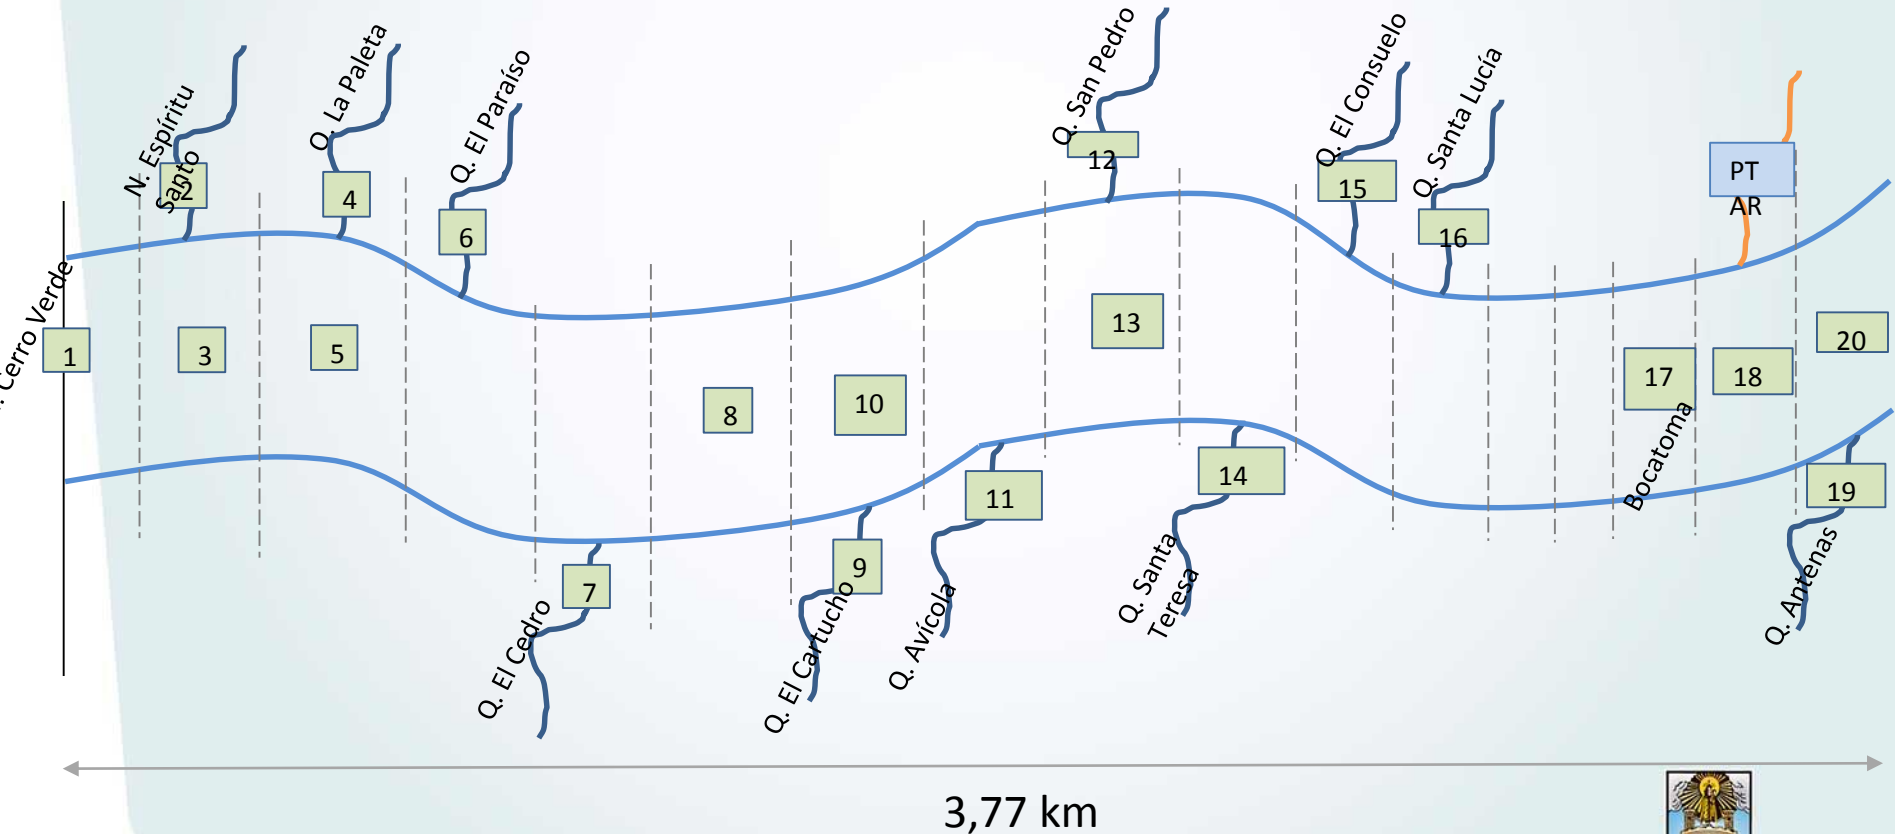 N. Espíritu
Santo
Q. La Paleta
Q. El Paraíso
Q. San Pedro
Q. El Consuelo
Q. Santa Lucía
2
4
6
12
15
16
PT
AR
Cerro Verde
1
3
5
8
10
13
17
18
20
Bocatoma
7
9
11
14
19
Q. El Cedro
Q. El Cartucho
Q. Avícola
Q. Santa
Teresa
Q. Antenas
3,77 km